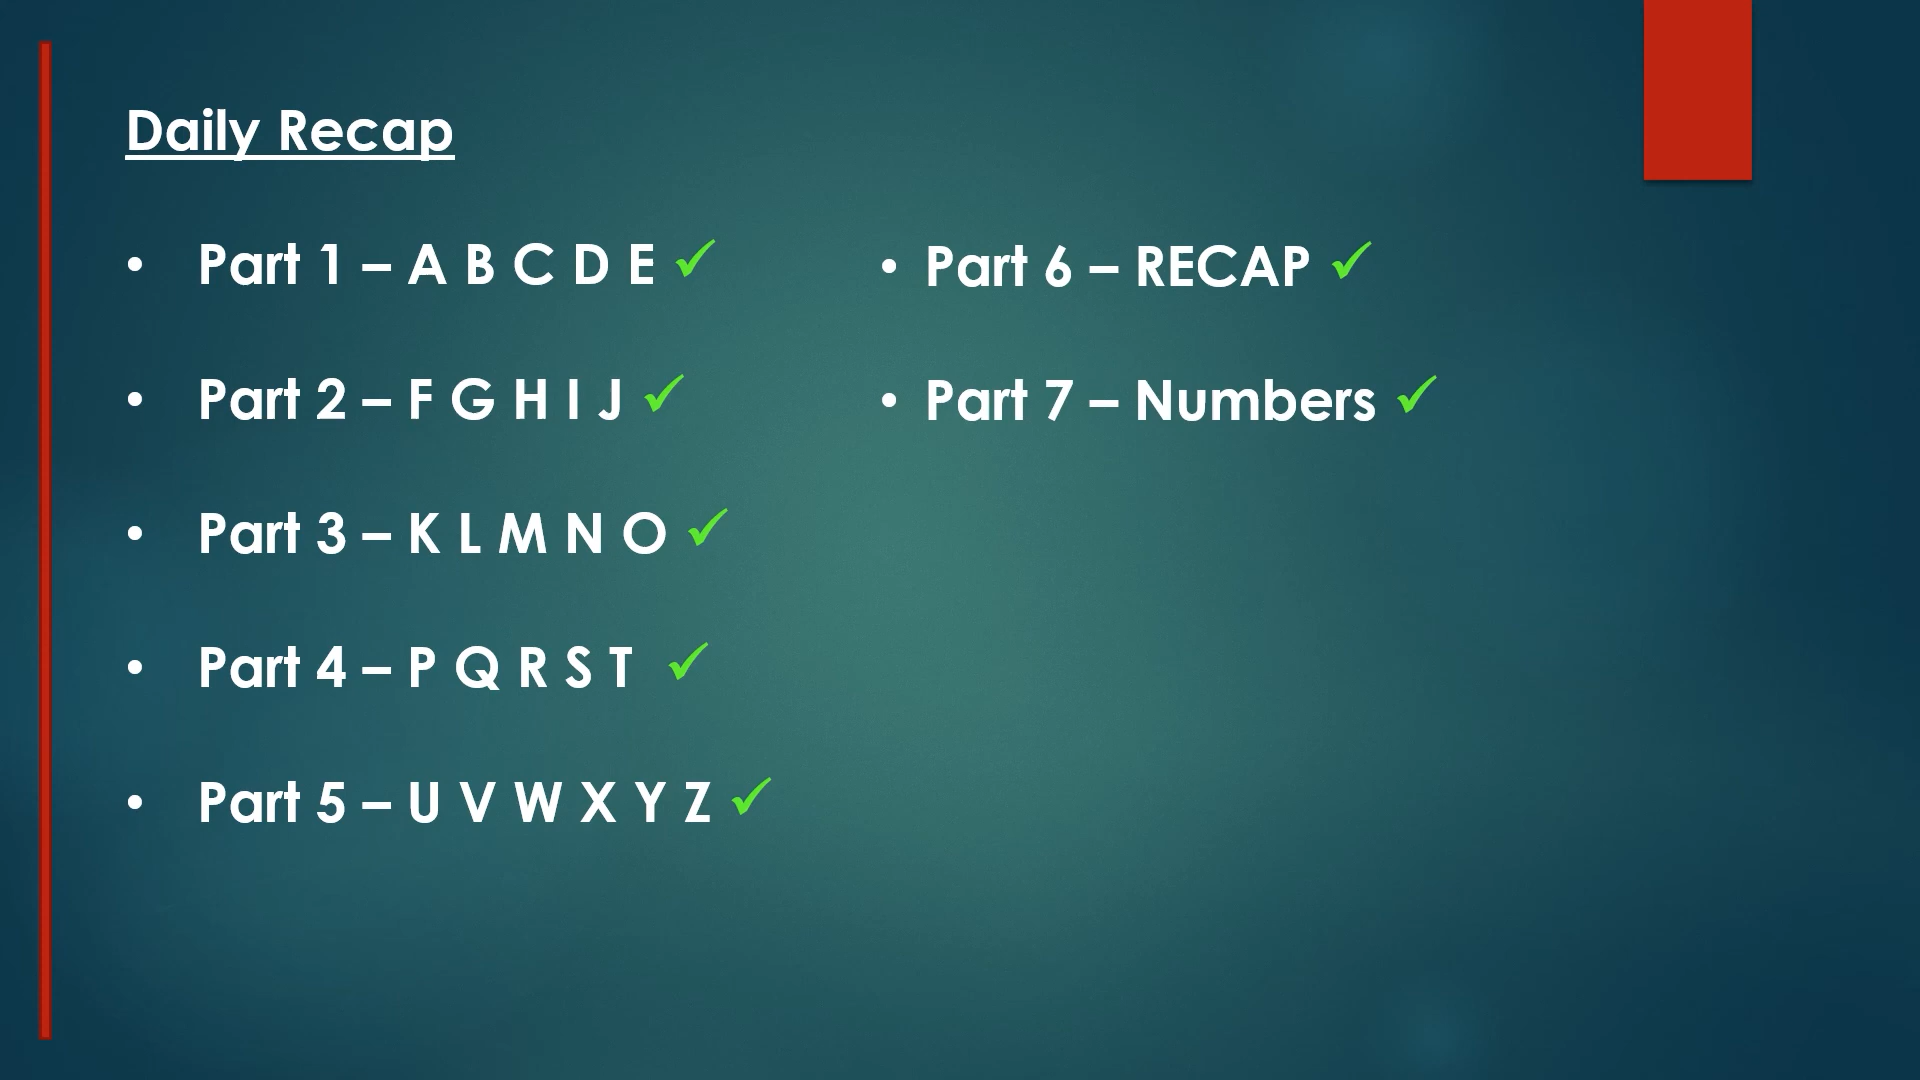 Daily Recap
• Part 1 – A B C D E ✓
• Part 2 – F G H I J ✓
• Part 3 – K L M N O ✓
• Part 4 – P Q R S T ✓
• Part 5 – U V W X Y Z ✓
• Part 6 – RECAP ✓
• Part 7 – Numbers ✓